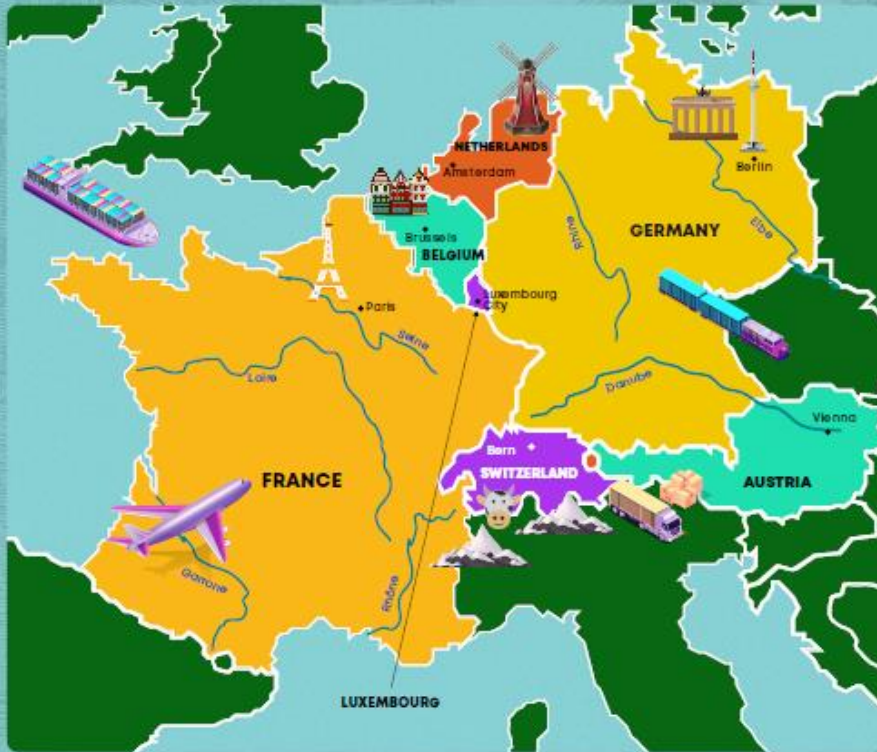 NETHERLANDS
Amsterdam
Berlin
Rhine
GERMANY
Elbe
Brussels
BELGIUM
Luxembourg
City
Paris
Seine
Loire
Danube
Vienna
Bern
SWITZERLAND
FRANCE
AUSTRIA
Garrone
Rhône
LUXEMBOURG